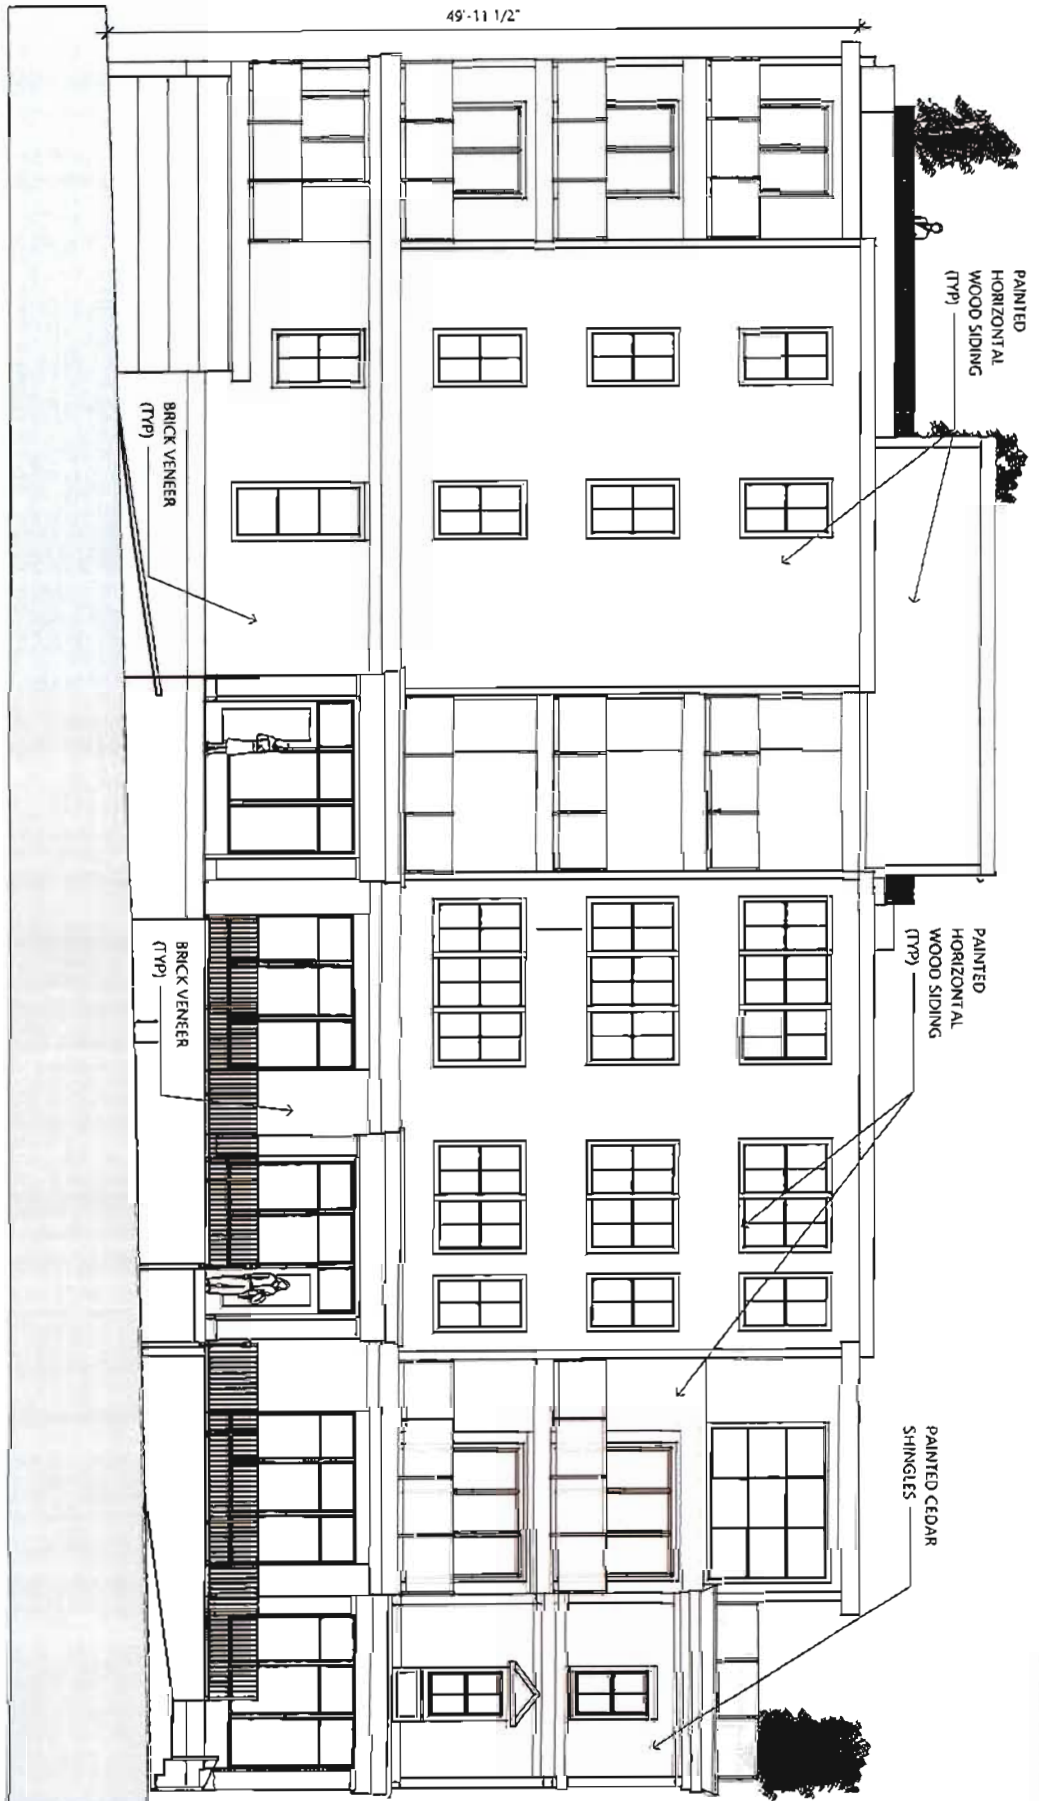 49'-11 1/2"
PAINTED
HORIZONTAL
WOOD SIDING
(TYP)
BRICK VENEER
(TYP)
PAINTED
HORIZONTAL
WOOD SIDING
(TYP)
BRICK VENEER
(TYP)
PAINTED CEDAR
SHINGLES